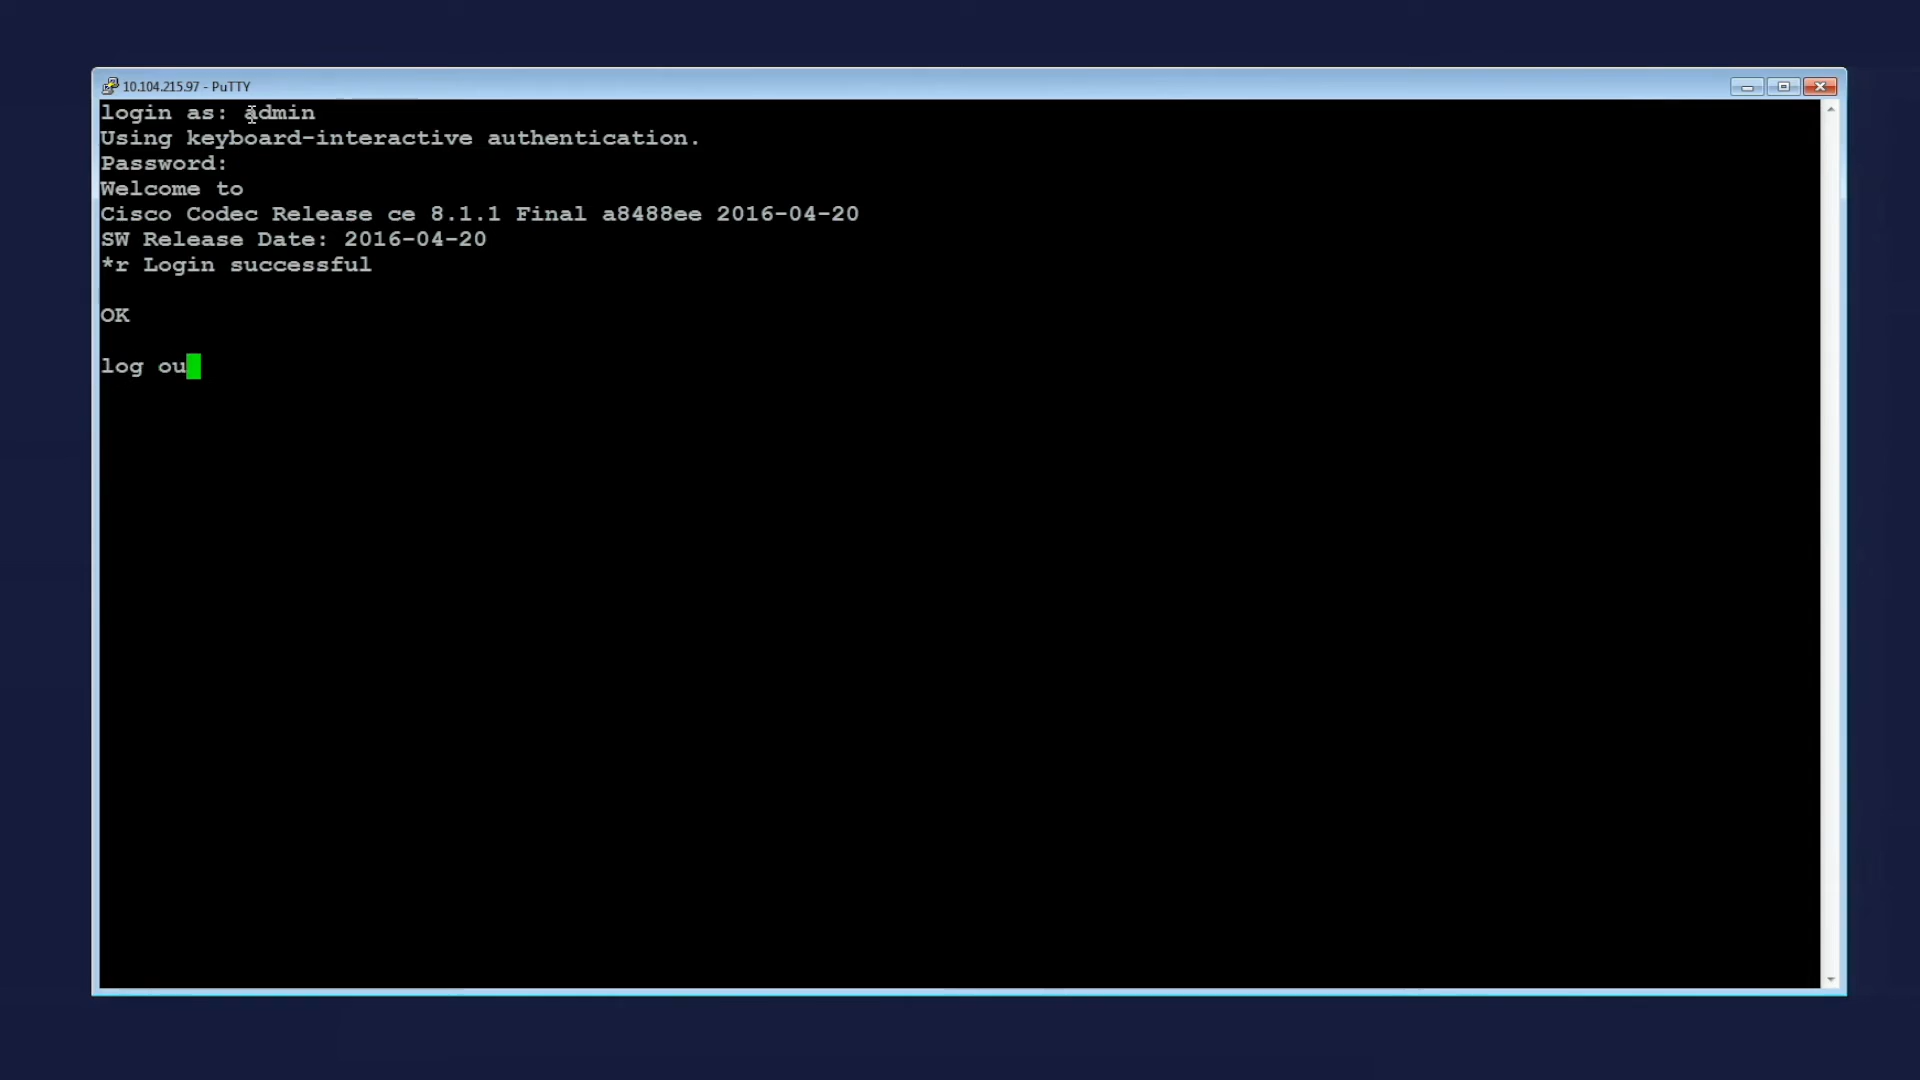 10.104.215.97 - PuTTY
login as: admin
Using keyboard-interactive authentication.
Password:
Welcome to
Cisco Codec Release ce 8.1.1 Final a8488ee 2016-04-20
SW Release Date: 2016-04-20
*r Login successful
OK
log ou